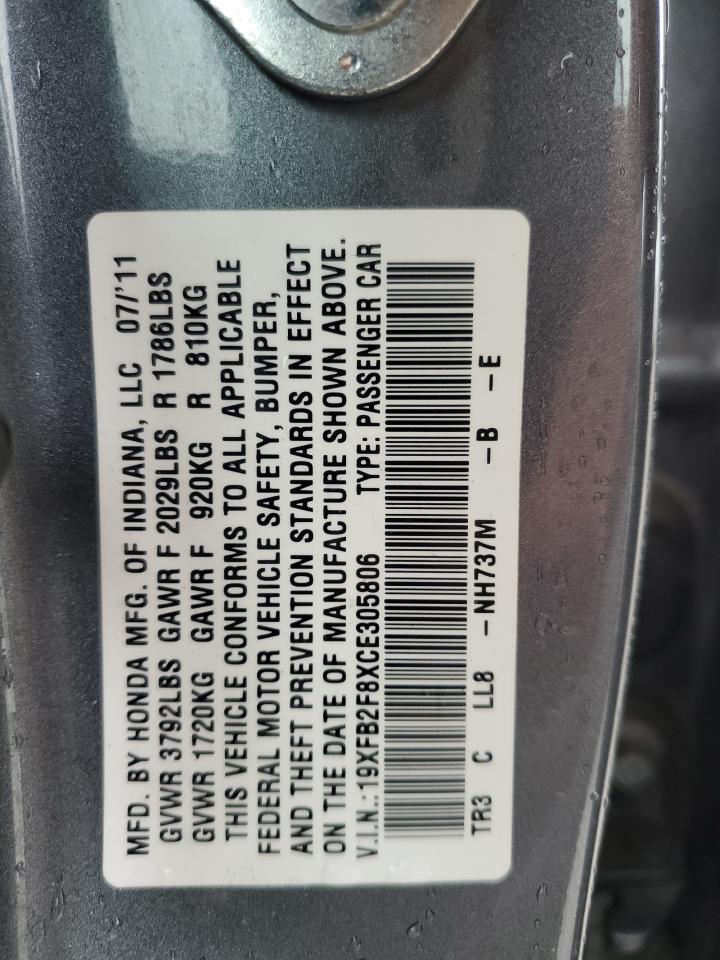 MFD. BY HONDA MFG. OF INDIANA, LLC 07/'11
GVWR 3792LBS GAWR F 2029LBS R 1786LBS
GVWR 1720KG GAWR F 920KG R 810KG
THIS VEHICLE CONFORMS TO ALL APPLICABLE
FEDERAL MOTOR VEHICLE SAFETY, BUMPER,
AND THEFT PREVENTION STANDARDS IN EFFECT
ON THE DATE OF MANUFACTURE SHOWN ABOVE.
V.I.N.:19XFB2F8XCE305806 TYPE: PASSENGER CAR
TR3 C LL8 -NH737M -B -E